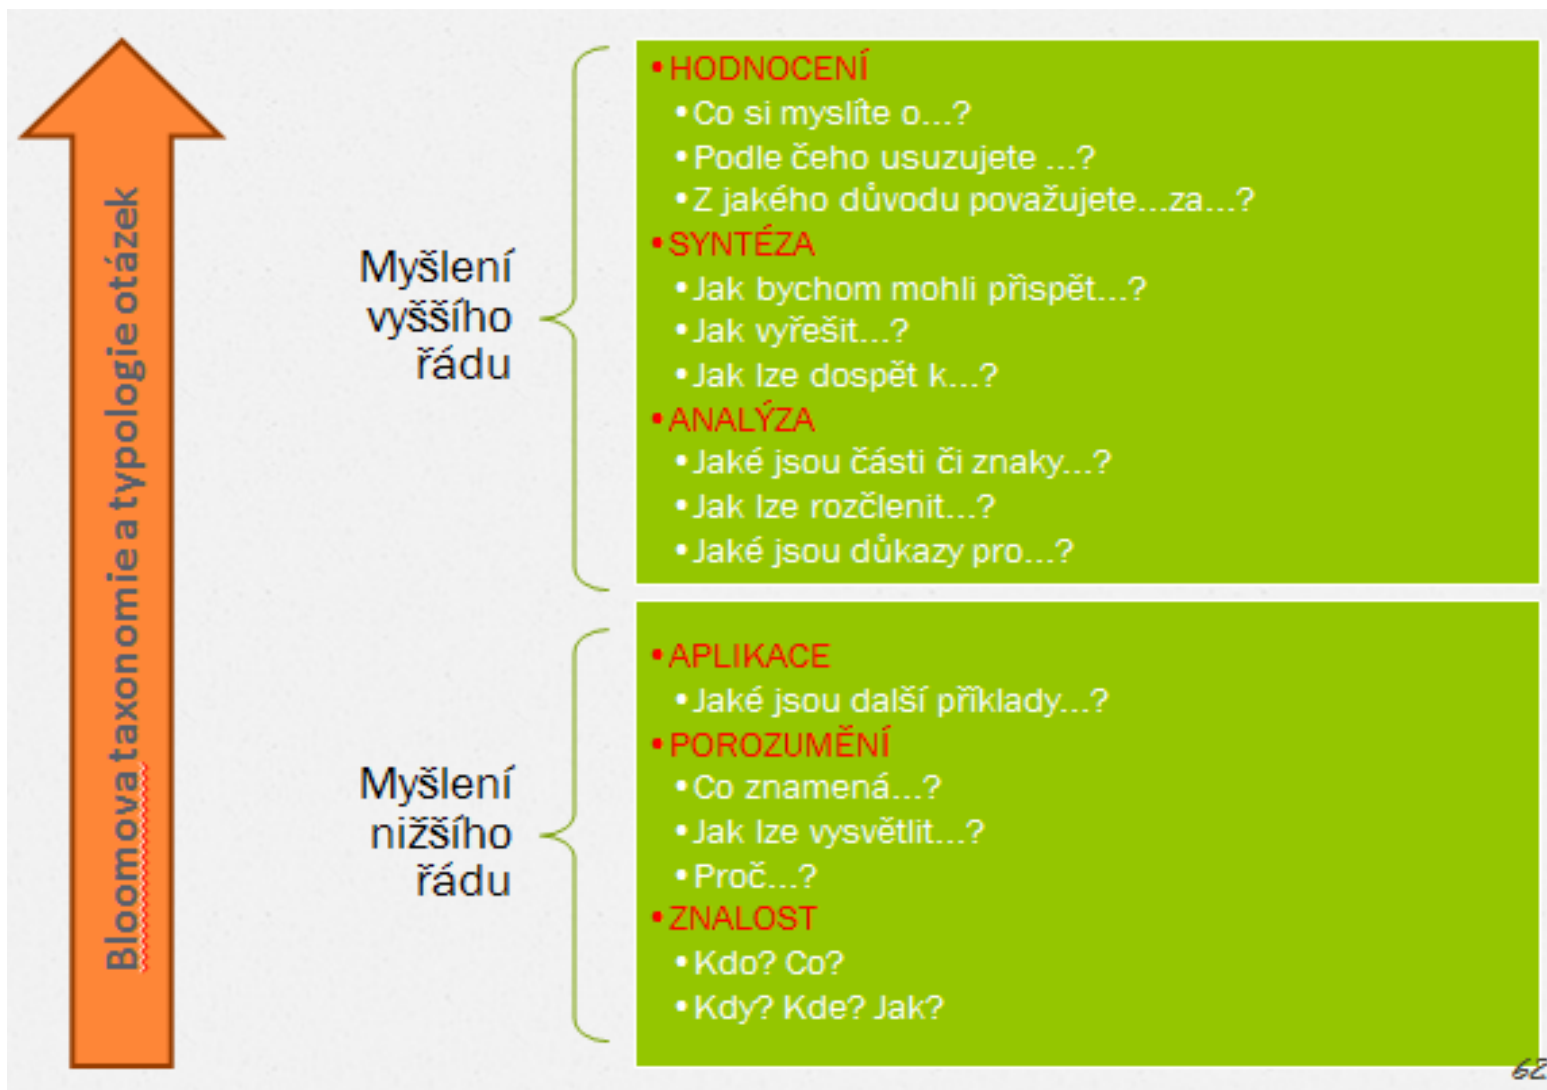 Bloomova taxonomie a typologie otázek
Myšlení
vyššího
řádu
•HODNOCENÍ
•Co si myslíte o...?
•Podle čeho usuzujete ...?
•Z jakého důvodu považujete...za...?
•SYNTÉZA
•Jak bychom mohli přispět...?
•Jak vyřešit...?
•Jak lze dospět k...?
•ANALÝZA
•Jaké jsou části či znaky...?
•Jak lze rozčlenit...?
•Jaké jsou důkazy pro...?
Myšlení
nižšího
řádu
•APLIKACE
•Jaké jsou další příklady...?
•POROZUMĚNÍ
•Co znamená...?
•Jak lze vysvětlit...?
•Proč...?
•ZNALOST
•Kdo? Co?
•Kdy? Kde? Jak?
62